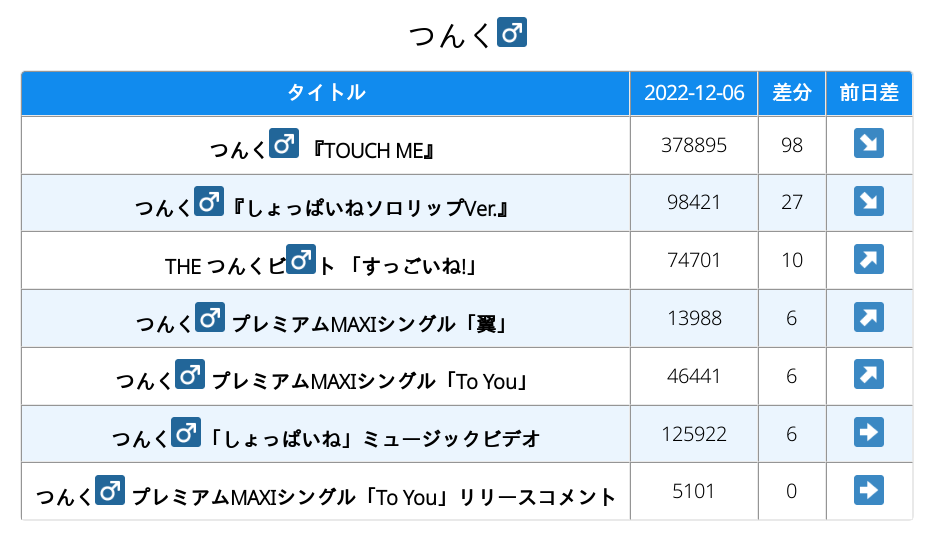 つんく♂
タイトル 2022-12-06 差分 前日差
つんく♂ 『TOUCH ME』 378895 98 ↘
つんく♂『しょっぱいねソロリップVer.』 98421 27 ↘
THE つんくビ♂ト 「すっごいね!」 74701 10 ↗
つんく♂ プレミアムMAXIシングル「翼」 13988 6 ↗
つんく♂ プレミアムMAXIシングル「To You」 46441 6 ↗
つんく♂「しょっぱいね」ミュージックビデオ 125922 6 ➡
つんく♂ プレミアムMAXIシングル「To You」リリースコメント 5101 0 ➡